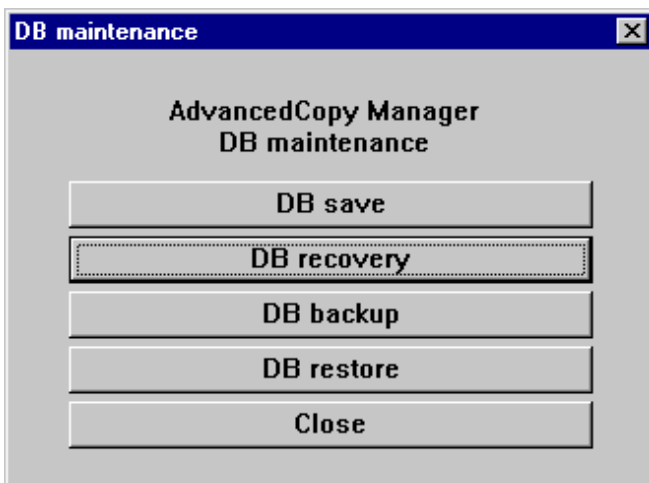 DB maintenance
AdvancedCopy Manager
DB maintenance
DB save
DB recovery
DB backup
DB restore
Close